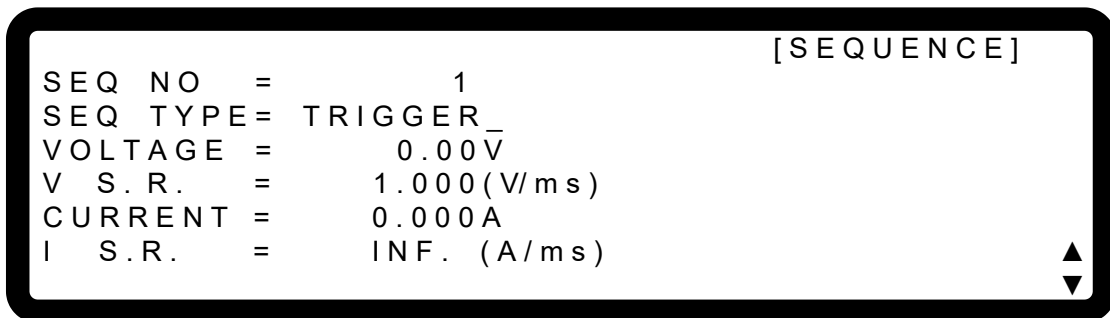 [SEQUENCE]
SEQ NO = 1
SEQ TYPE= TRIGGER_
VOLTAGE = 0.00V
V S.R. = 1.000(V/ms)
CURRENT = 0.000A
I S.R. = INF. (A/ms)